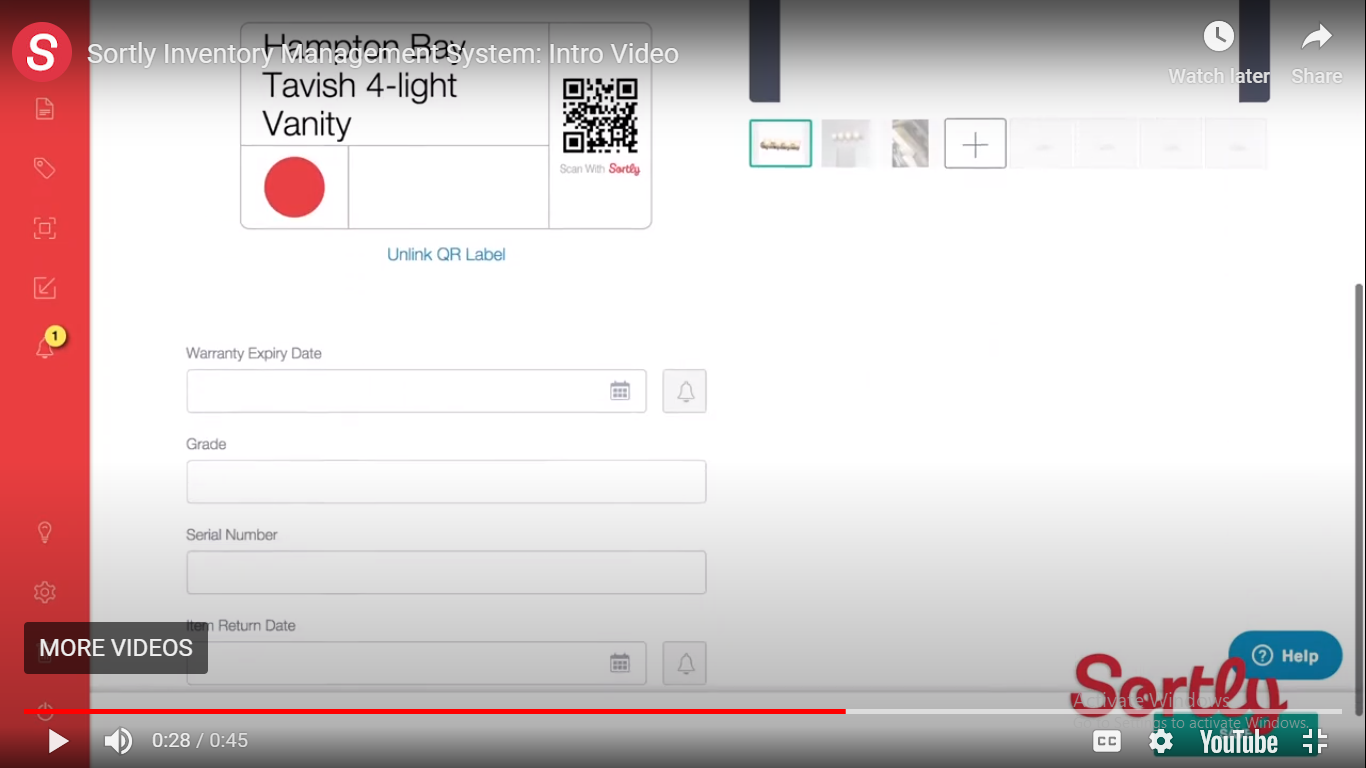 S
Sortly Inventory Management System: Intro Video
Watch later
Share
Hampton Bay
Tavish 4-light
Vanity
Scan With Sortly
Unlink QR Label
1
Warranty Expiry Date
Grade
Serial Number
Item Return Date
MORE VIDEOS
Help
Sortly
Activate Windows
Go to Settings to activate Windows.
0:28 / 0:45
CC
YouTube